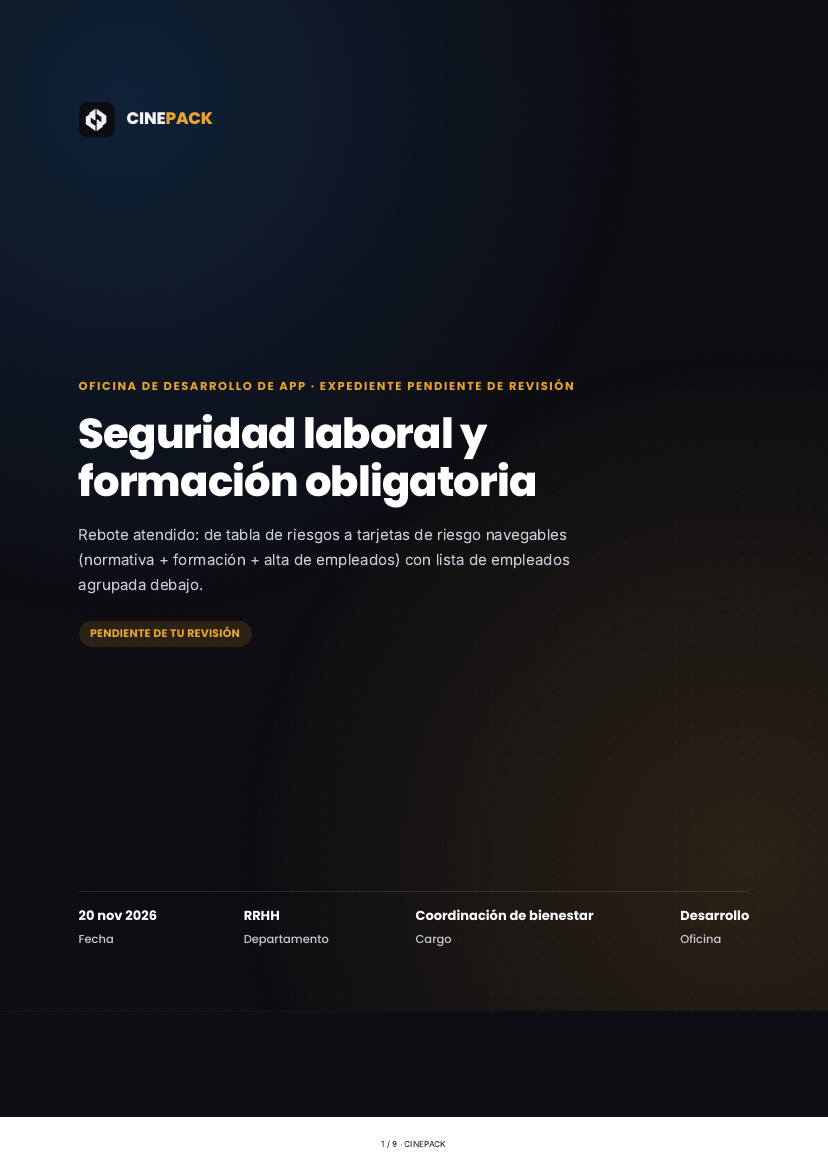 CINEPACK
OFICINA DE DESARROLLO DE APP · EXPEDIENTE PENDIENTE DE REVISIÓN
Seguridad laboral y
formación obligatoria
Rebote atendido: de tabla de riesgos a tarjetas de riesgo navegables
(normativa + formación + alta de empleados) con lista de empleados
agrupada debajo.
PENDIENTE DE TU REVISIÓN
20 nov 2026 RRHH Coordinación de bienestar Desarrollo
Fecha Departamento Cargo Oficina
1 / 9 · CINEPACK